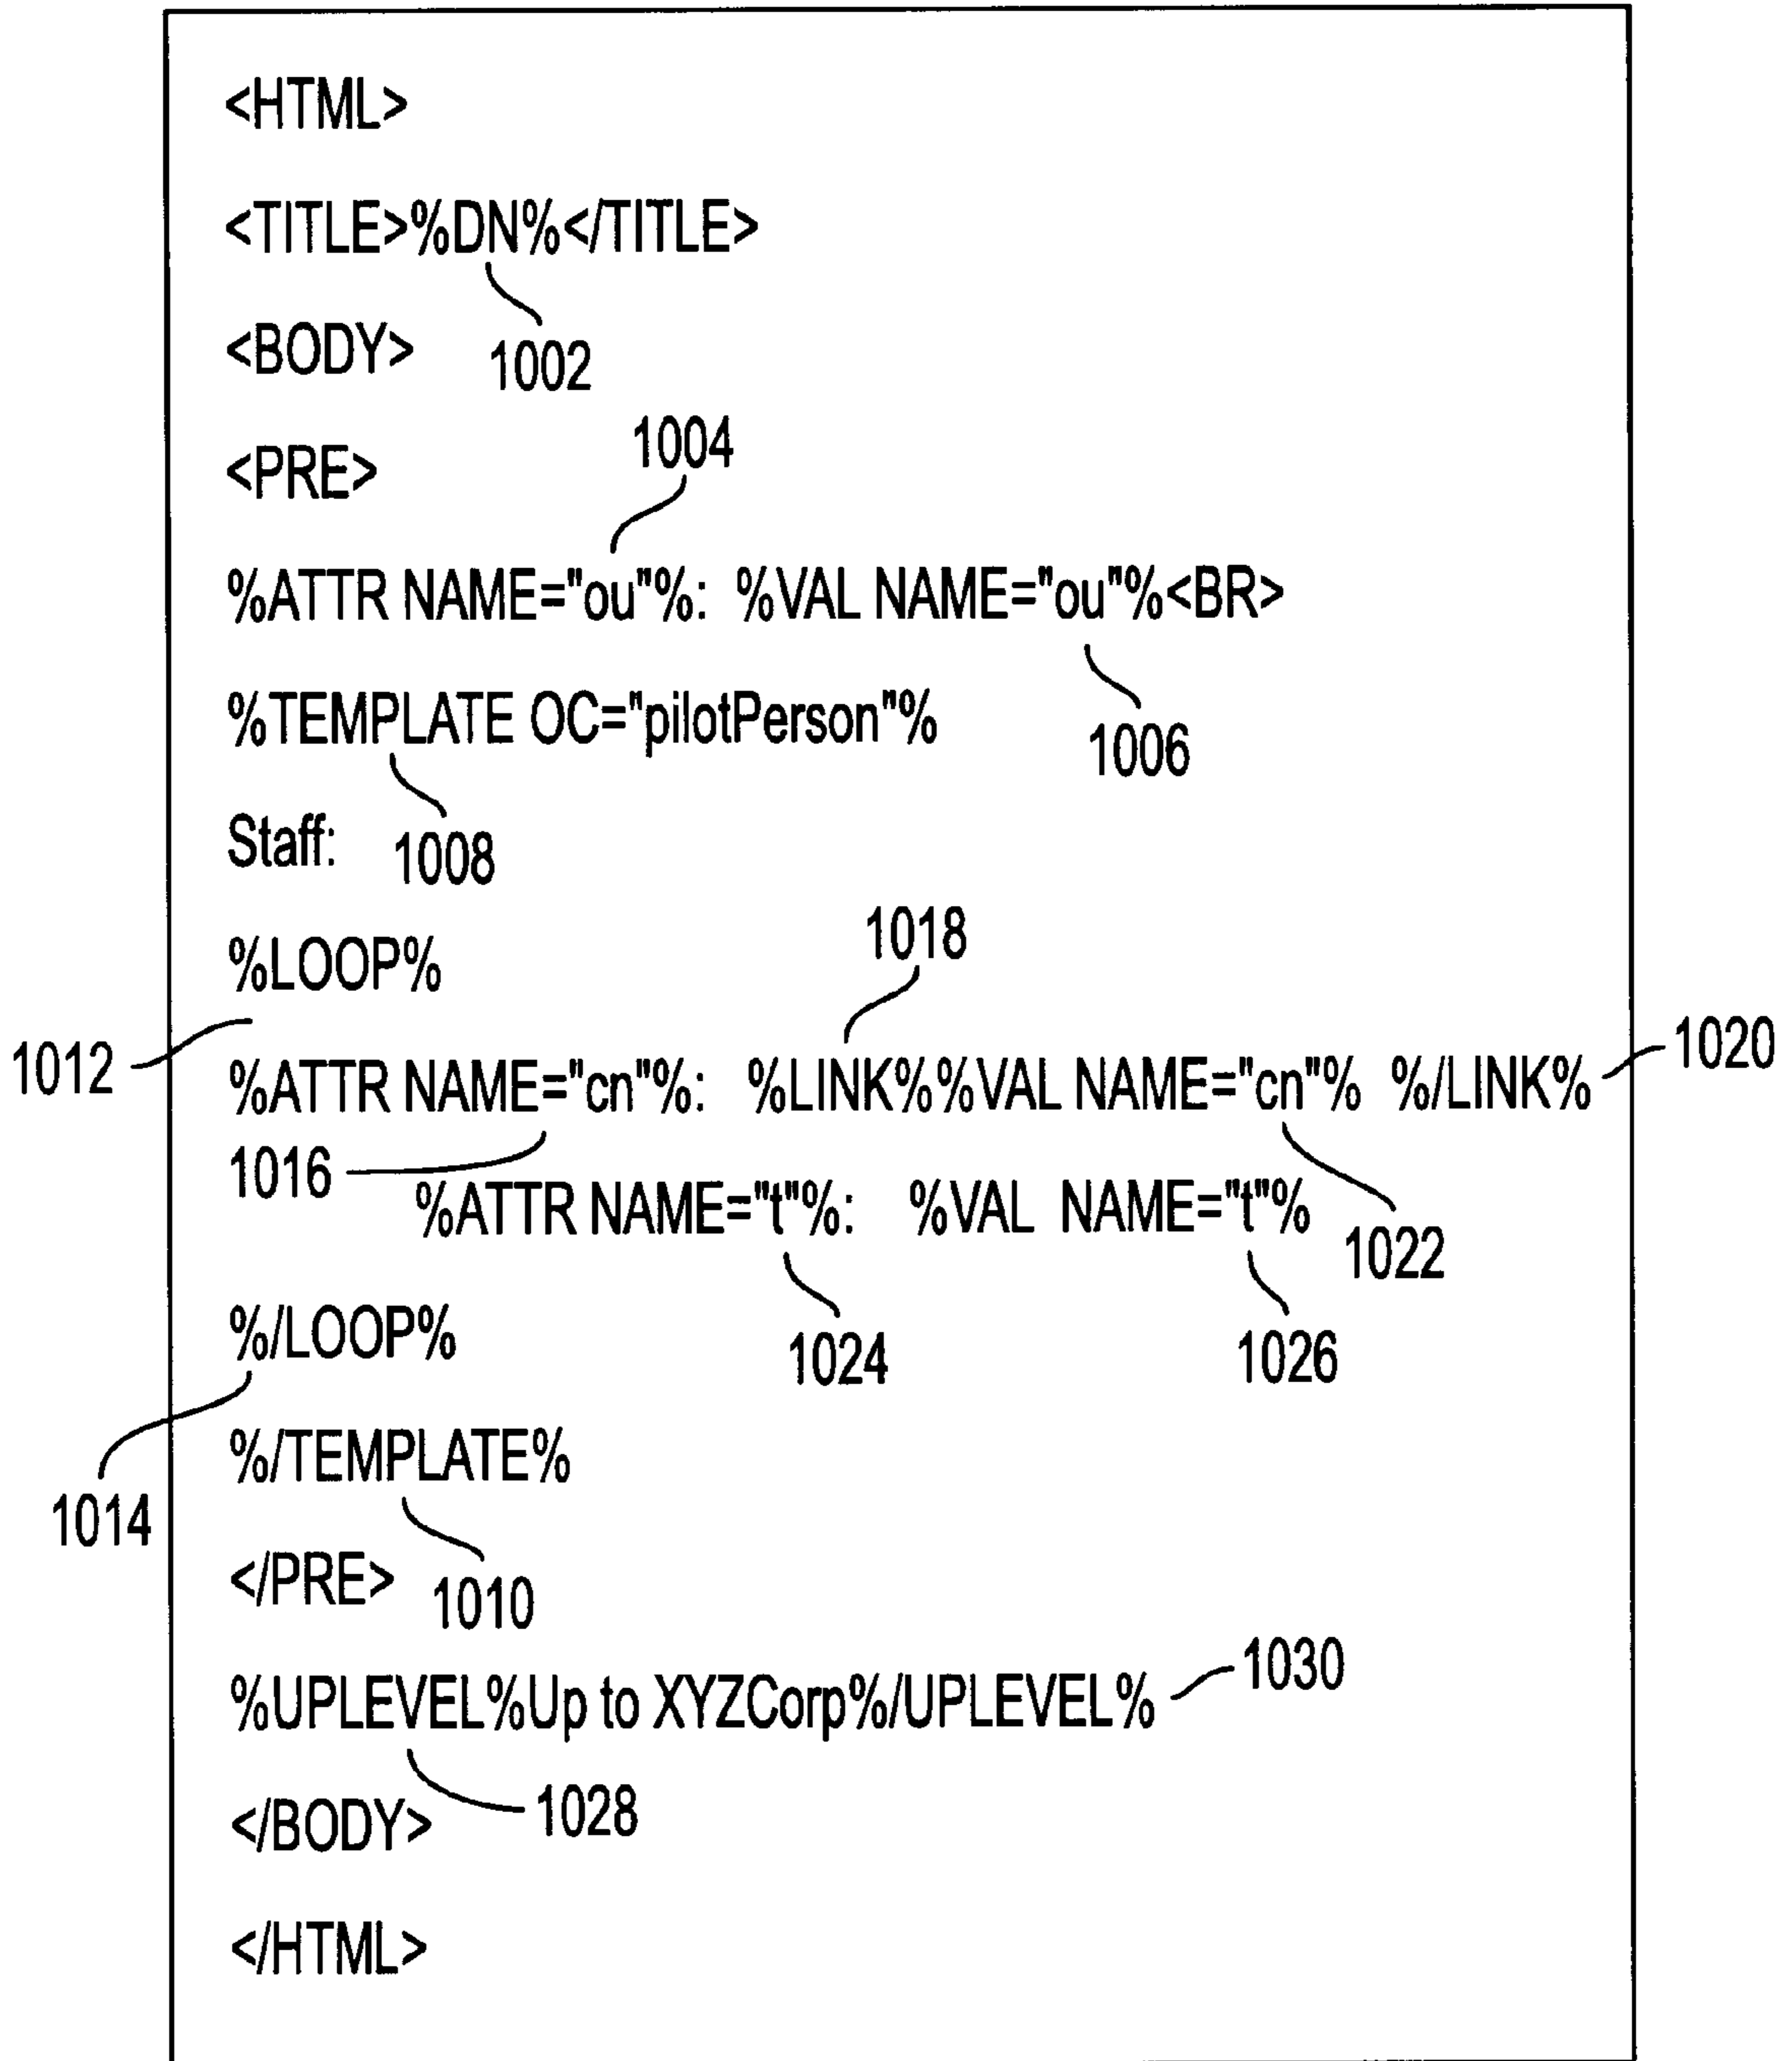 <HTML>
<TITLE>%DN%</TITLE>
<BODY> 1002
1004
<PRE>
%ATTR NAME="ou"%: %VAL NAME="ou"%<BR>
%TEMPLATE OC="pilotPerson"%
1006
Staff: 1008
1018
%LOOP%
1012
1020
%ATTR NAME="cn"%: %LINK%%VAL NAME="cn"% %/LINK%
1016
%ATTR NAME="t"%: %VAL NAME="t"%
1022
%/LOOP%
1024 1026
%/TEMPLATE%
1014
</PRE> 1010
1030
%UPLEVEL%Up to XYZCorp%/UPLEVEL%
1028
</BODY>
</HTML>